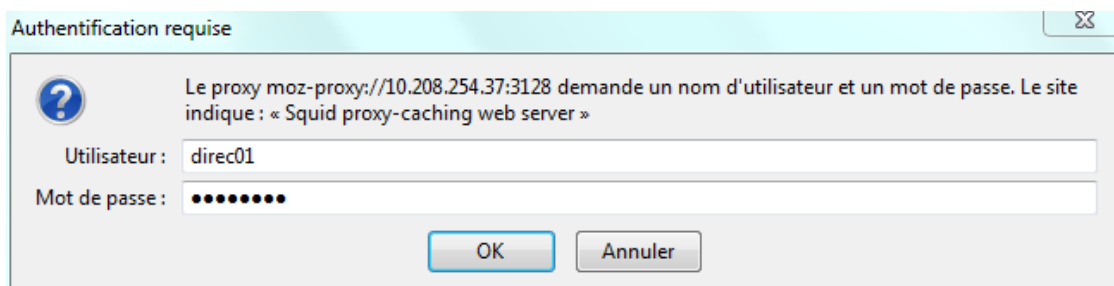 Authentification requise
Le proxy moz-proxy://10.208.254.37:3128 demande un nom d'utilisateur et un mot de passe. Le site
indique : « Squid proxy-caching web server »
Utilisateur : direc01
Mot de passe : ●●●●●●●●
OK Annuler